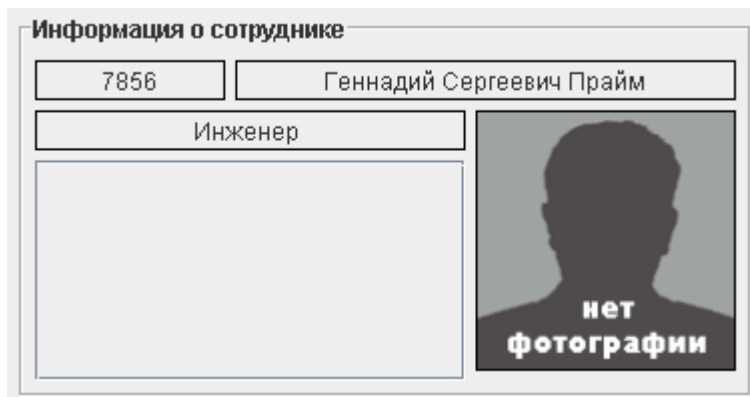 Информация о сотруднике
7856
Геннадий Сергеевич Прайм
Инженер
нет
фотографии